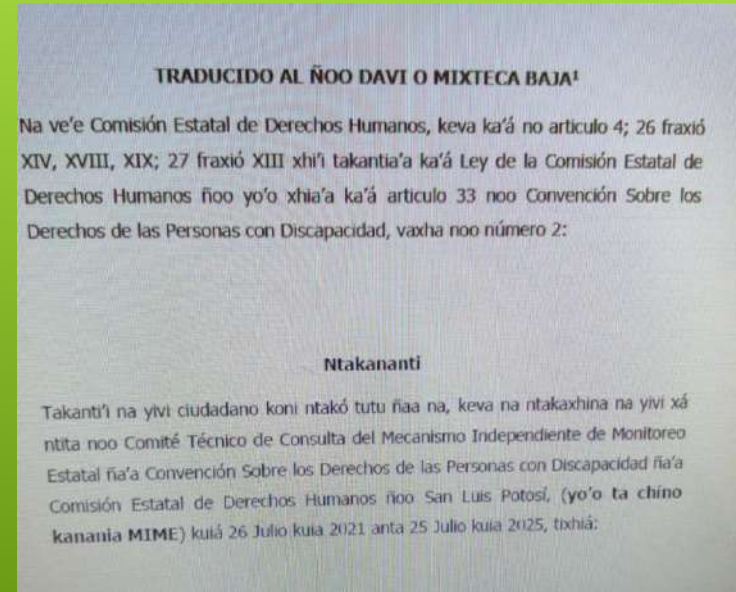 TRADUCIDO AL ÑOO DAVI O MIXTECA BAJA¹
Na ve'e Comisión Estatal de Derechos Humanos, keva ka'á no articulo 4; 26 fraxió
XIV, XVIII, XIX; 27 fraxió XIII xhi'i takantia'a ka'á Ley de la Comisión Estatal de
Derechos Humanos ñoo yo'o xhia'a ka'á articulo 33 noo Convención Sobre los
Derechos de las Personas con Discapacidad, vaxha noo número 2:
Ntakananti
Takanti'i na yivi ciudadano koni ntakó tutu ñaa na, keva na ntakaxhina na yivi xá
ntita noo Comité Técnico de Consulta del Mecanismo Independiente de Monitoreo
Estatal ña'a Convención Sobre los Derechos de las Personas con Discapacidad ña'a
Comisión Estatal de Derechos Humanos ñoo San Luis Potosí, (yo'o ta chino
kanania MIME) kuiá 26 Julio kuia 2021 anta 25 Julio kuia 2025, tixhiá: